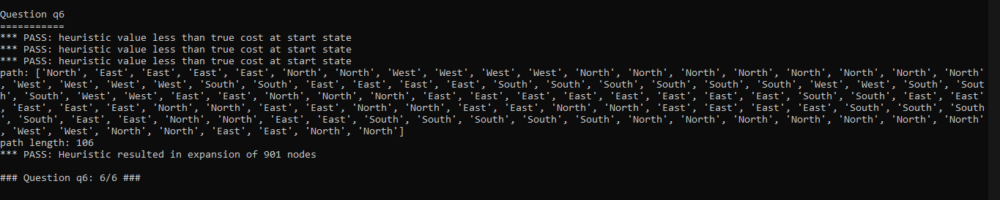 Question q6
===========
*** PASS: heuristic value less than true cost at start state
*** PASS: heuristic value less than true cost at start state
*** PASS: heuristic value less than true cost at start state
path: ['North', 'East', 'East', 'East', 'East', 'North', 'North', 'West', 'West', 'West', 'West', 'North', 'North', 'North', 'North', 'North', 'North', 'North', 'North'
, 'West', 'West', 'West', 'West', 'South', 'South', 'East', 'East', 'East', 'East', 'South', 'South', 'South', 'South', 'South', 'South', 'West', 'West', 'South', 'Sout
h', 'South', 'West', 'West', 'East', 'East', 'North', 'North', 'North', 'East', 'East', 'East', 'East', 'East', 'East', 'East', 'East', 'South', 'South', 'East', 'East'
, 'East', 'East', 'East', 'North', 'North', 'East', 'East', 'North', 'North', 'East', 'East', 'North', 'North', 'East', 'East', 'East', 'East', 'South', 'South', 'South
', 'South', 'East', 'East', 'North', 'North', 'East', 'East', 'South', 'South', 'South', 'South', 'South', 'North', 'North', 'North', 'North', 'North', 'North', 'North'
, 'West', 'West', 'North', 'North', 'East', 'East', 'North', 'North']
path length: 106
*** PASS: Heuristic resulted in expansion of 901 nodes
### Question q6: 6/6 ###